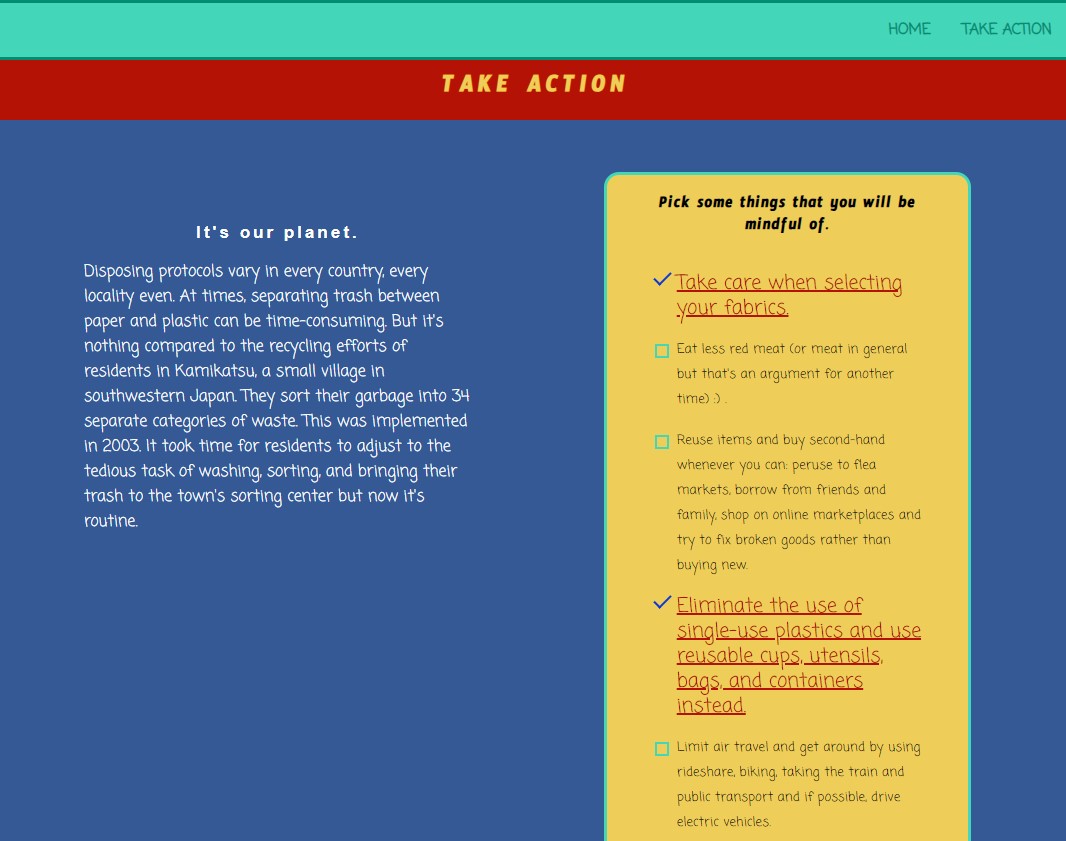 HOME TAKE ACTION
TAKE ACTION
It's our planet.
Disposing protocols vary in every country, every
locality even. At times, separating trash between
paper and plastic can be time-consuming. But it's
nothing compared to the recycling efforts of
residents in Kamikatsu, a small village in
southwestern Japan. They sort their garbage into 34
separate categories of waste. This was implemented
in 2003. It took time for residents to adjust to the
tedious task of washing, sorting, and bringing their
trash to the town's sorting center but now it's
routine.
Pick some things that you will be
mindful of.
Take care when selecting
your fabrics.
Eat less red meat (or meat in general
but that's an argument for another
time) :) .
Reuse items and buy second-hand
whenever you can: peruse to flea
markets, borrow from friends and
family, shop on online marketplaces and
try to fix broken goods rather than
buying new.
Eliminate the use of
single-use plastics and use
reusable cups, utensils,
bags, and containers
instead.
Limit air travel and get around by using
rideshare, biking, taking the train and
public transport and if possible, drive
electric vehicles.